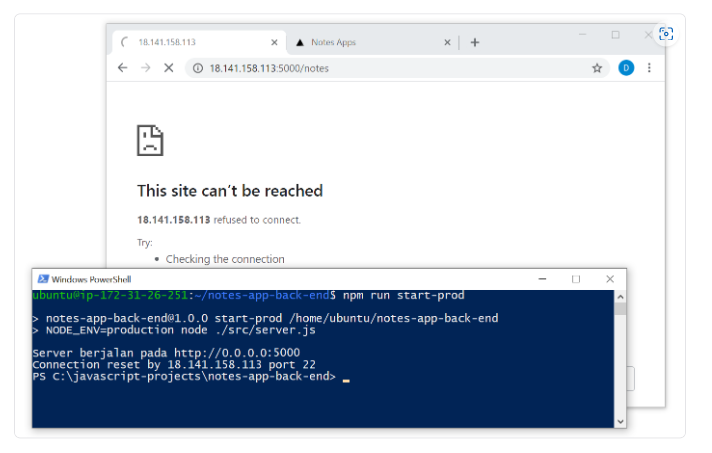 18.141.158.113
Notes Apps
18.141.158.113:5000/notes
D
This site can't be reached
18.141.158.113 refused to connect.
Try:
• Checking the connection
Windows PowerShell
ubuntu@ip-172-31-26-251:~/notes-app-back-end$ npm run start-prod
> notes-app-back-end@1.0.0 start-prod /home/ubuntu/notes-app-back-end
> NODE_ENV=production node ./src/server.js
Server berjalan pada http://0.0.0.0:5000
Connection reset by 18.141.158.113 port 22
PS C:\javascript-projects\notes-app-back-end> _